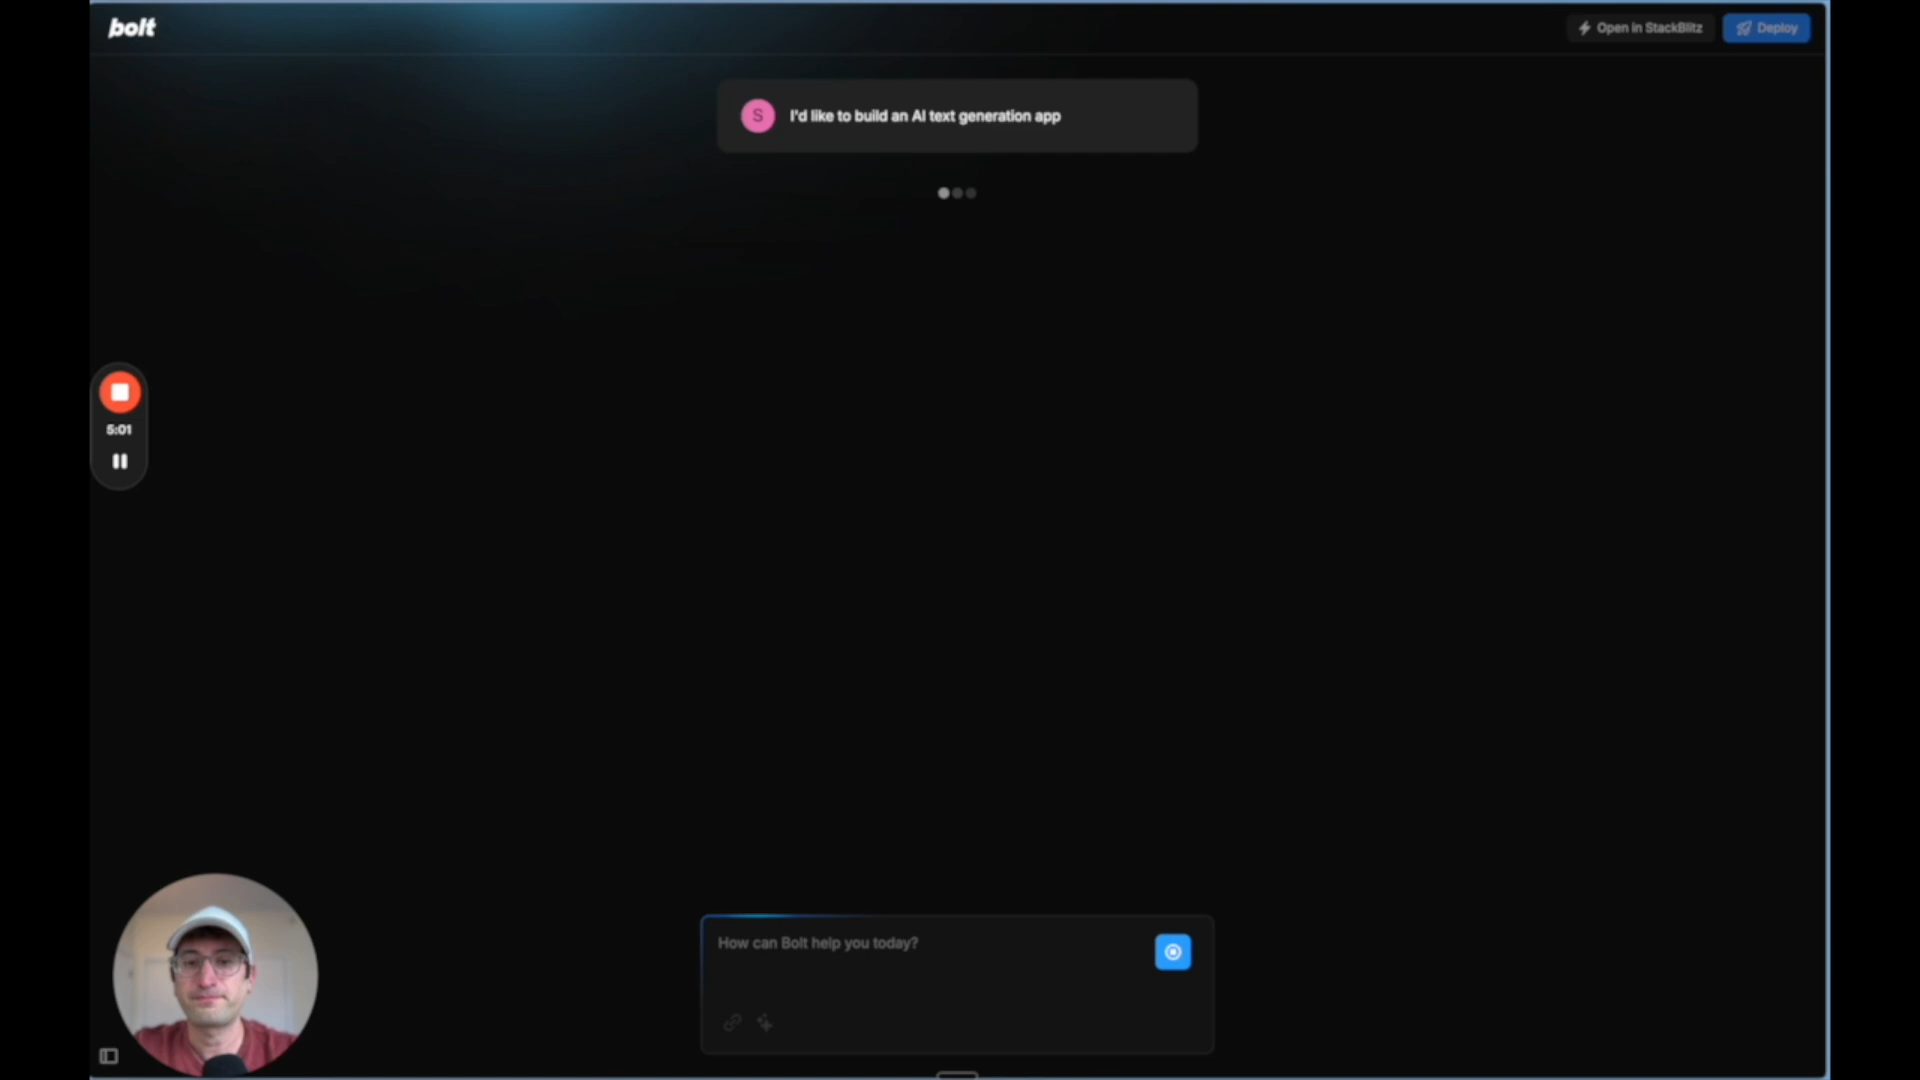 bolt
Open in StackBlitz
Deploy
S
I'd like to build an AI text generation app
5:01
How can Bolt help you today?